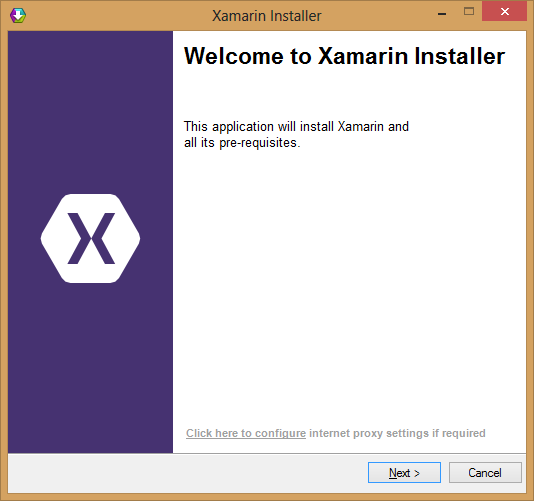 Xamarin Installer
Welcome to Xamarin Installer
This application will install Xamarin and
all its pre-requisites.
X
Click here to configure internet proxy settings if required
Next >
Cancel